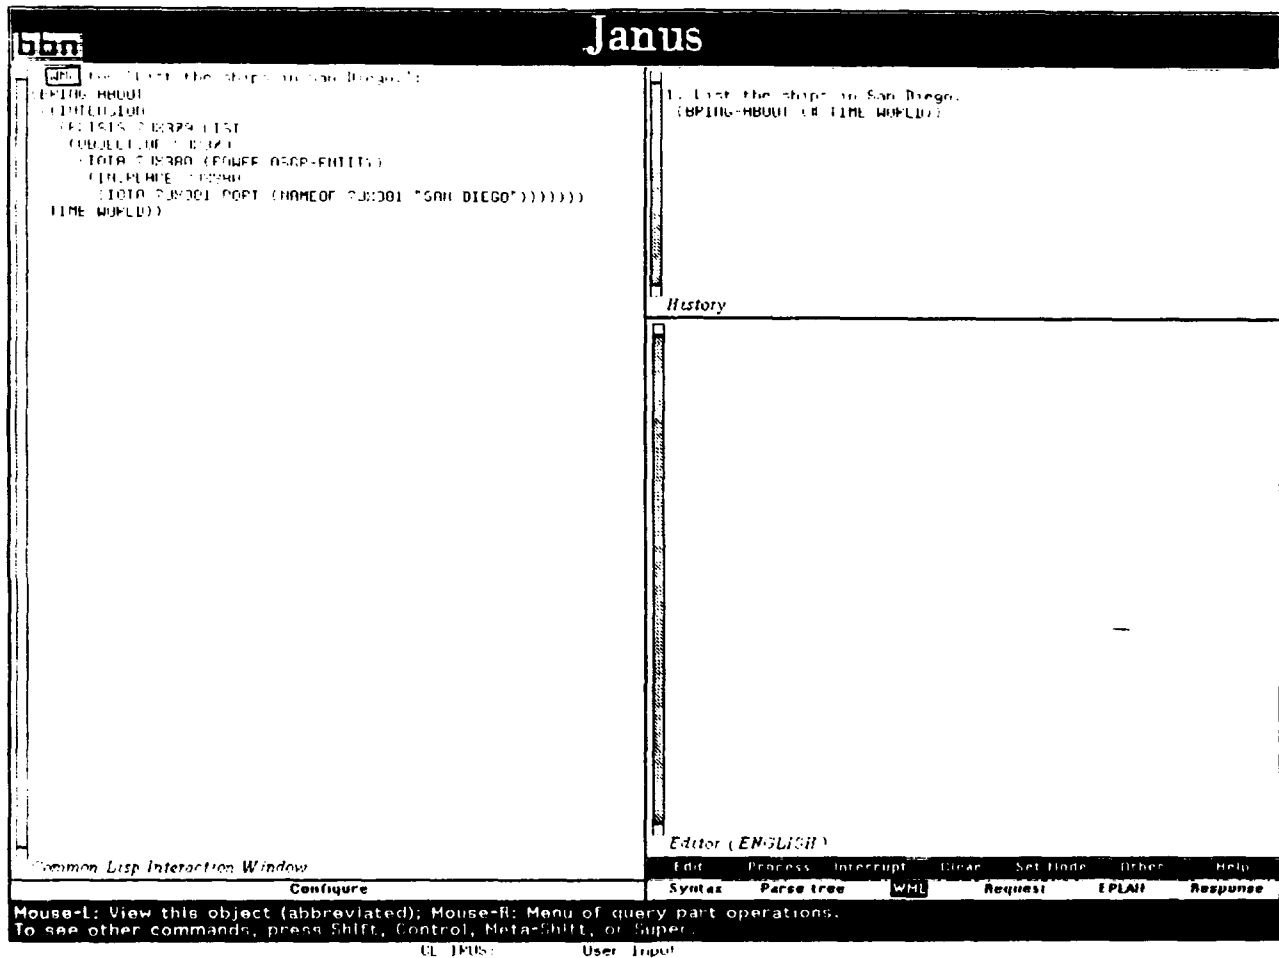 Janus
bbn
WML for "List the ships in San Diego.":
(BRING-ABOUT
(INTENSION
(EXISTS ?JX379 LIST
(OBJECT.OF ?JX379
(IOTA ?JX380 (POWER
(IN.PLACE ?JX380
(IOTA ?JX381 PORT (NAMEOF ?JX381 "SAN DIEGO")))))))
TIME WORLD))
Common Lisp Interaction Window
Configure
1. List the ships in San Diego.
(BRING-ABOUT (# TIME WORLD))
History
Editor (ENGLISH)
Edit Process Interrupt Clear Set Mode Other Help
Syntax Parse tree WML Request EPLAN Response
Mouse-L: View this object (abbreviated); Mouse-R: Menu of query part operations.
To see other commands, press Shift, Control, Meta-Shift, or Super.
User Input